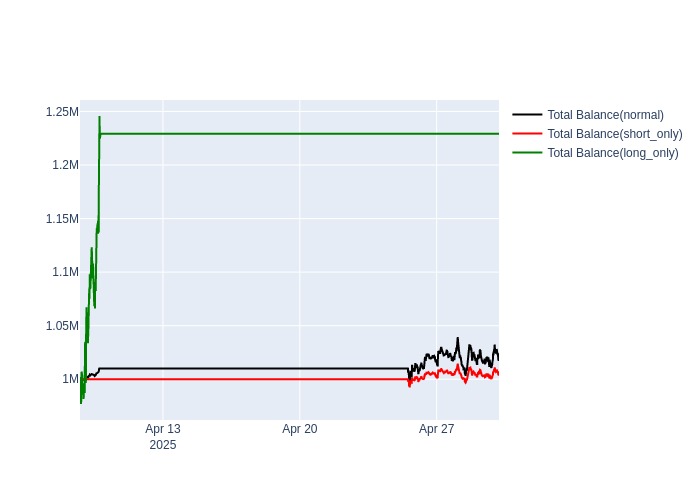 1.25M
1.2M
1.15M
1.1M
1.05M
1M
Apr 13
2025
Apr 20
Apr 27
Total Balance(normal)
Total Balance(short_only)
Total Balance(long_only)